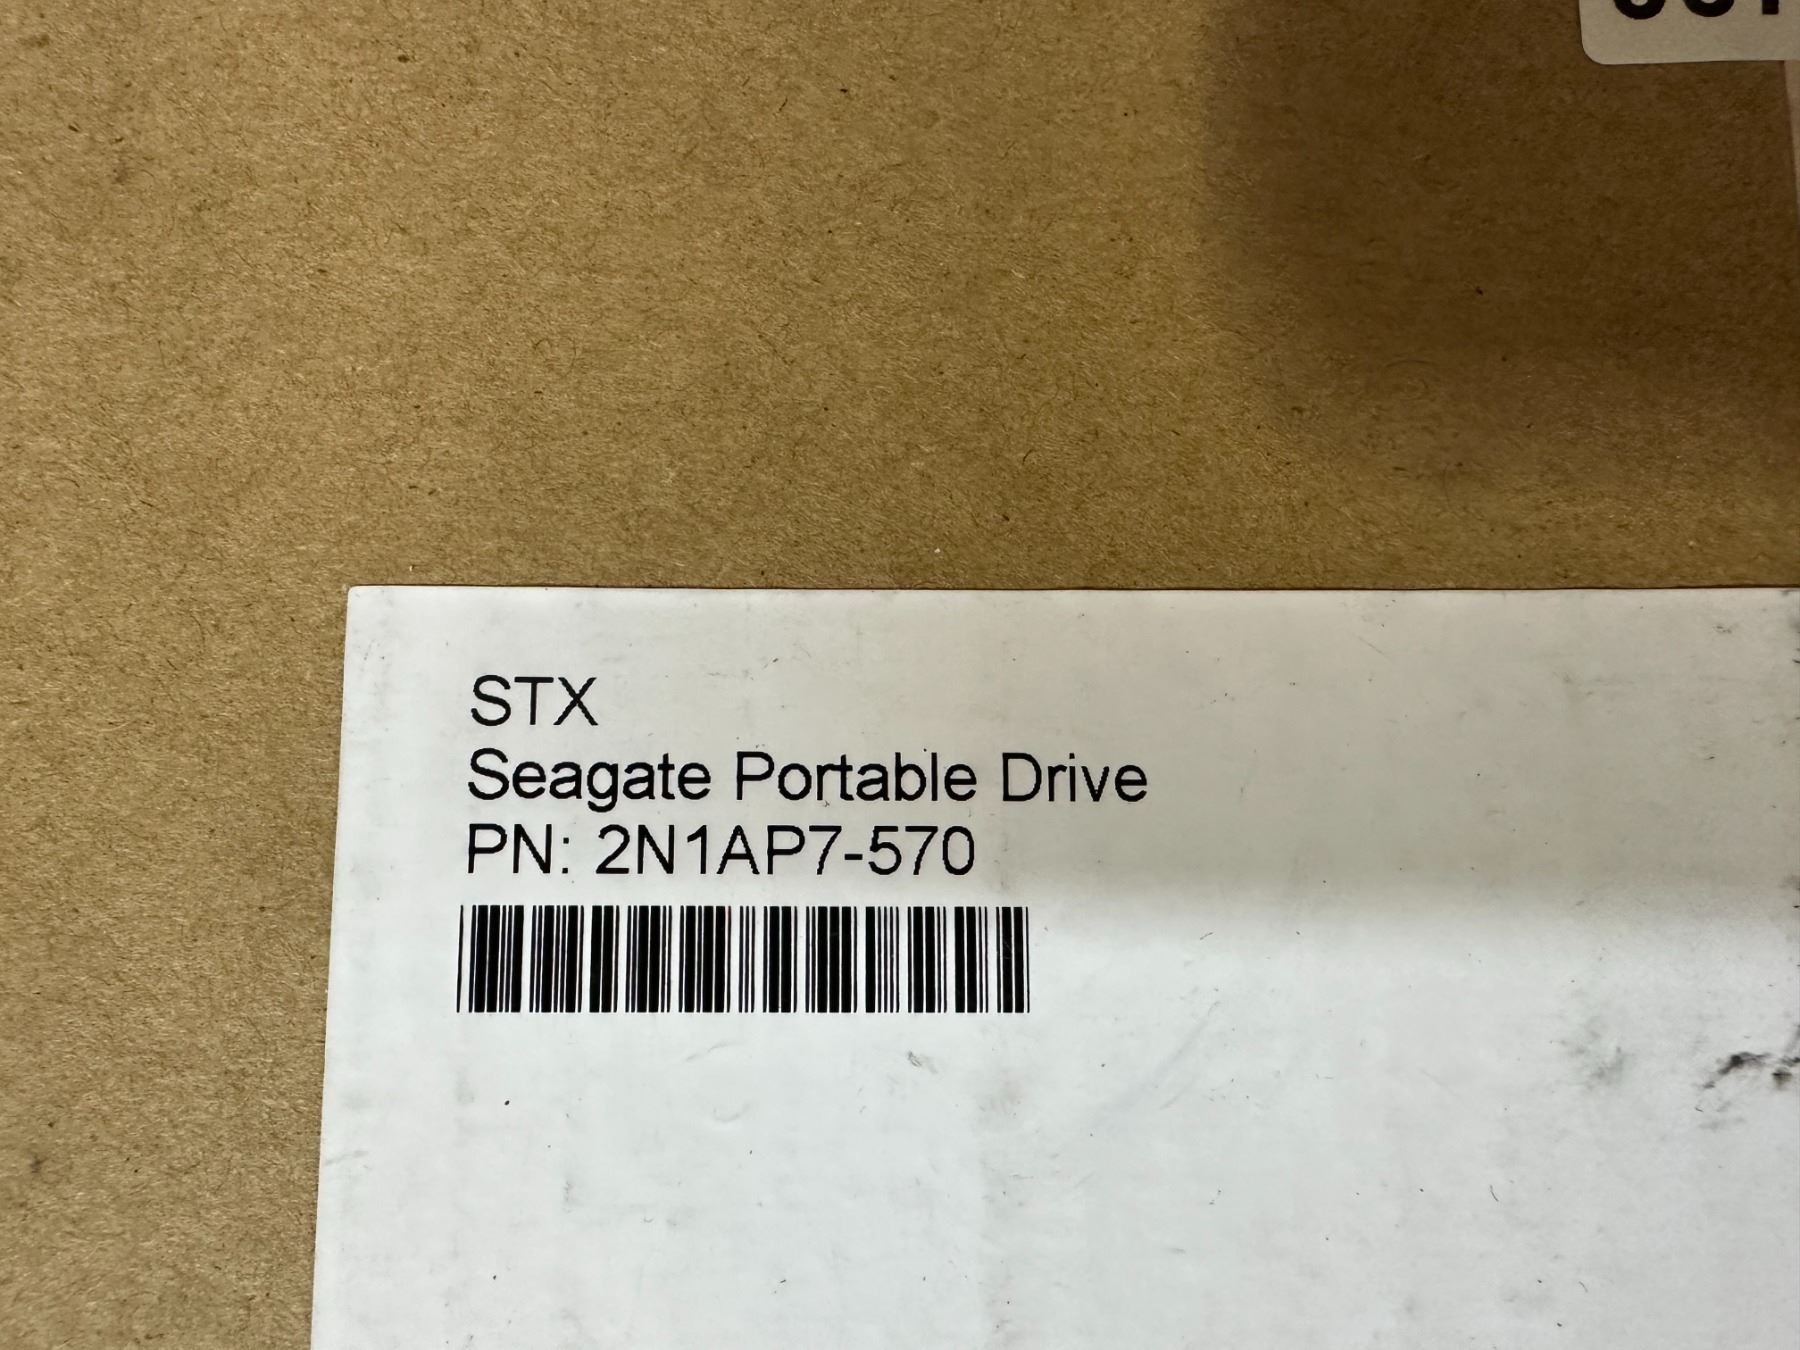 STX
Seagate Portable Drive
PN: 2N1AP7-570